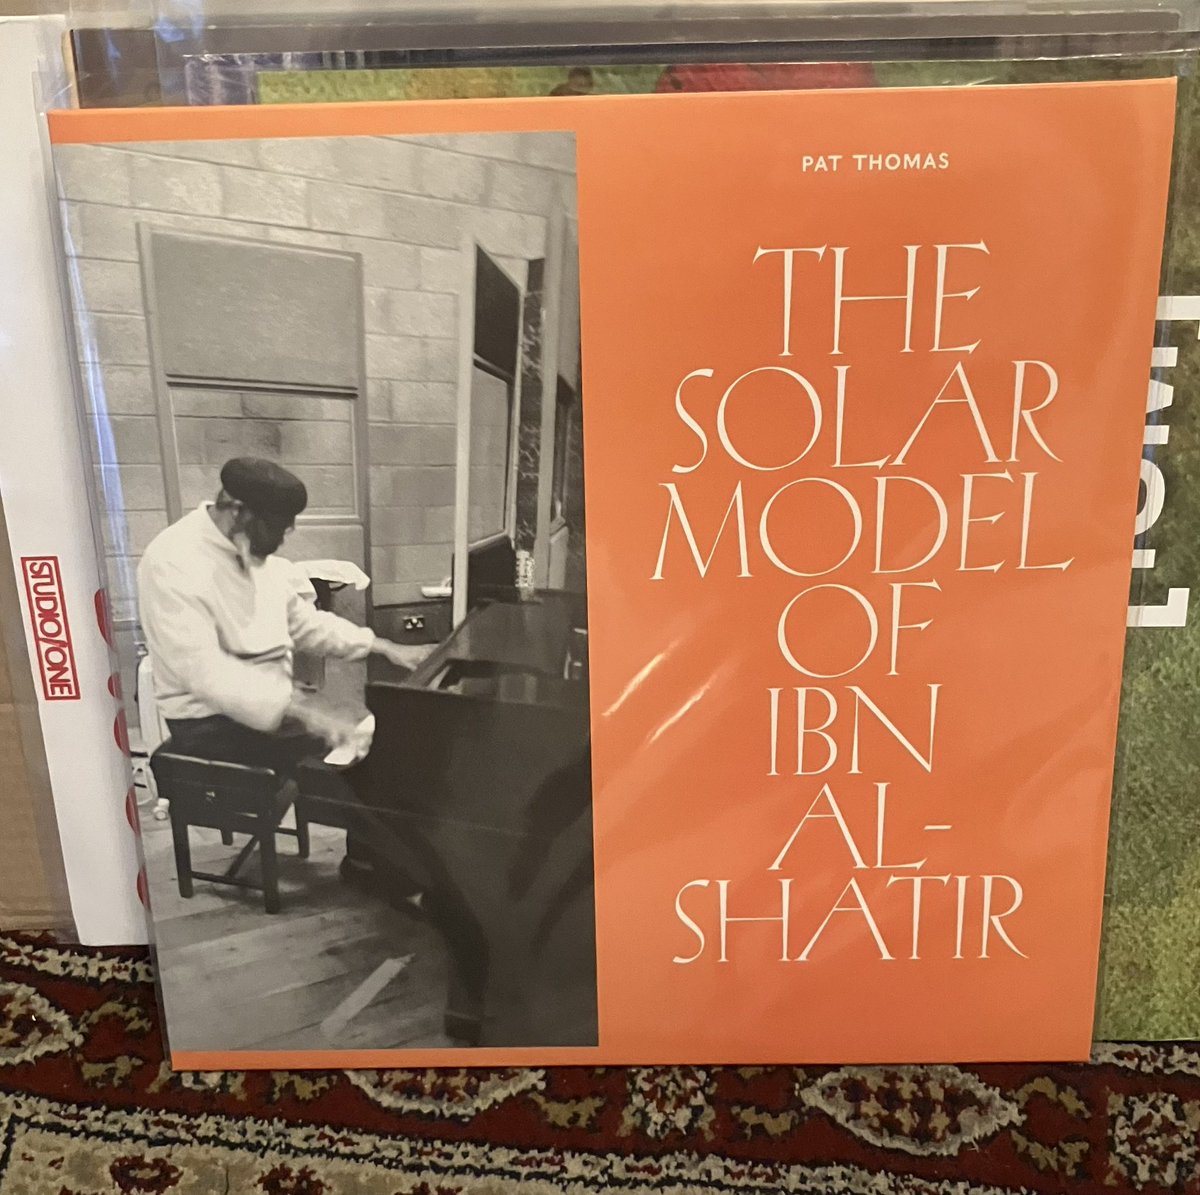 PAT THOMAS
THE
SOLAR
MODEL
OF
IBN
AL-
SHATIR
STUDIO/ONE